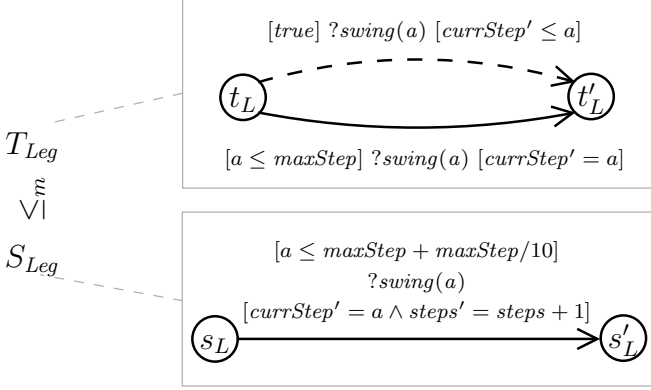 [true] ?swing(a) [currStep′ ≤ a]
t_L t′_L
[a ≤ maxStep] ?swing(a) [currStep′ = a]
T_Leg
≤_m
S_Leg
[a ≤ maxStep + maxStep/10]
?swing(a)
[currStep′ = a ∧ steps′ = steps + 1]
s_L s′_L